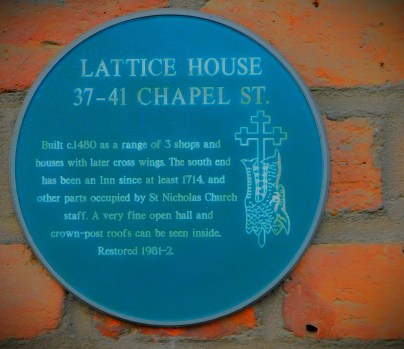 LATTICE HOUSE
37-41 CHAPEL ST.
Built c.1480 as a range of 3 shops and
houses with later cross wings. The south end
has been an Inn since at least 1714, and
other parts occupied by St Nicholas Church
staff. A very fine open hall and
crown-post roofs can be seen inside.
Restored 1981-2.